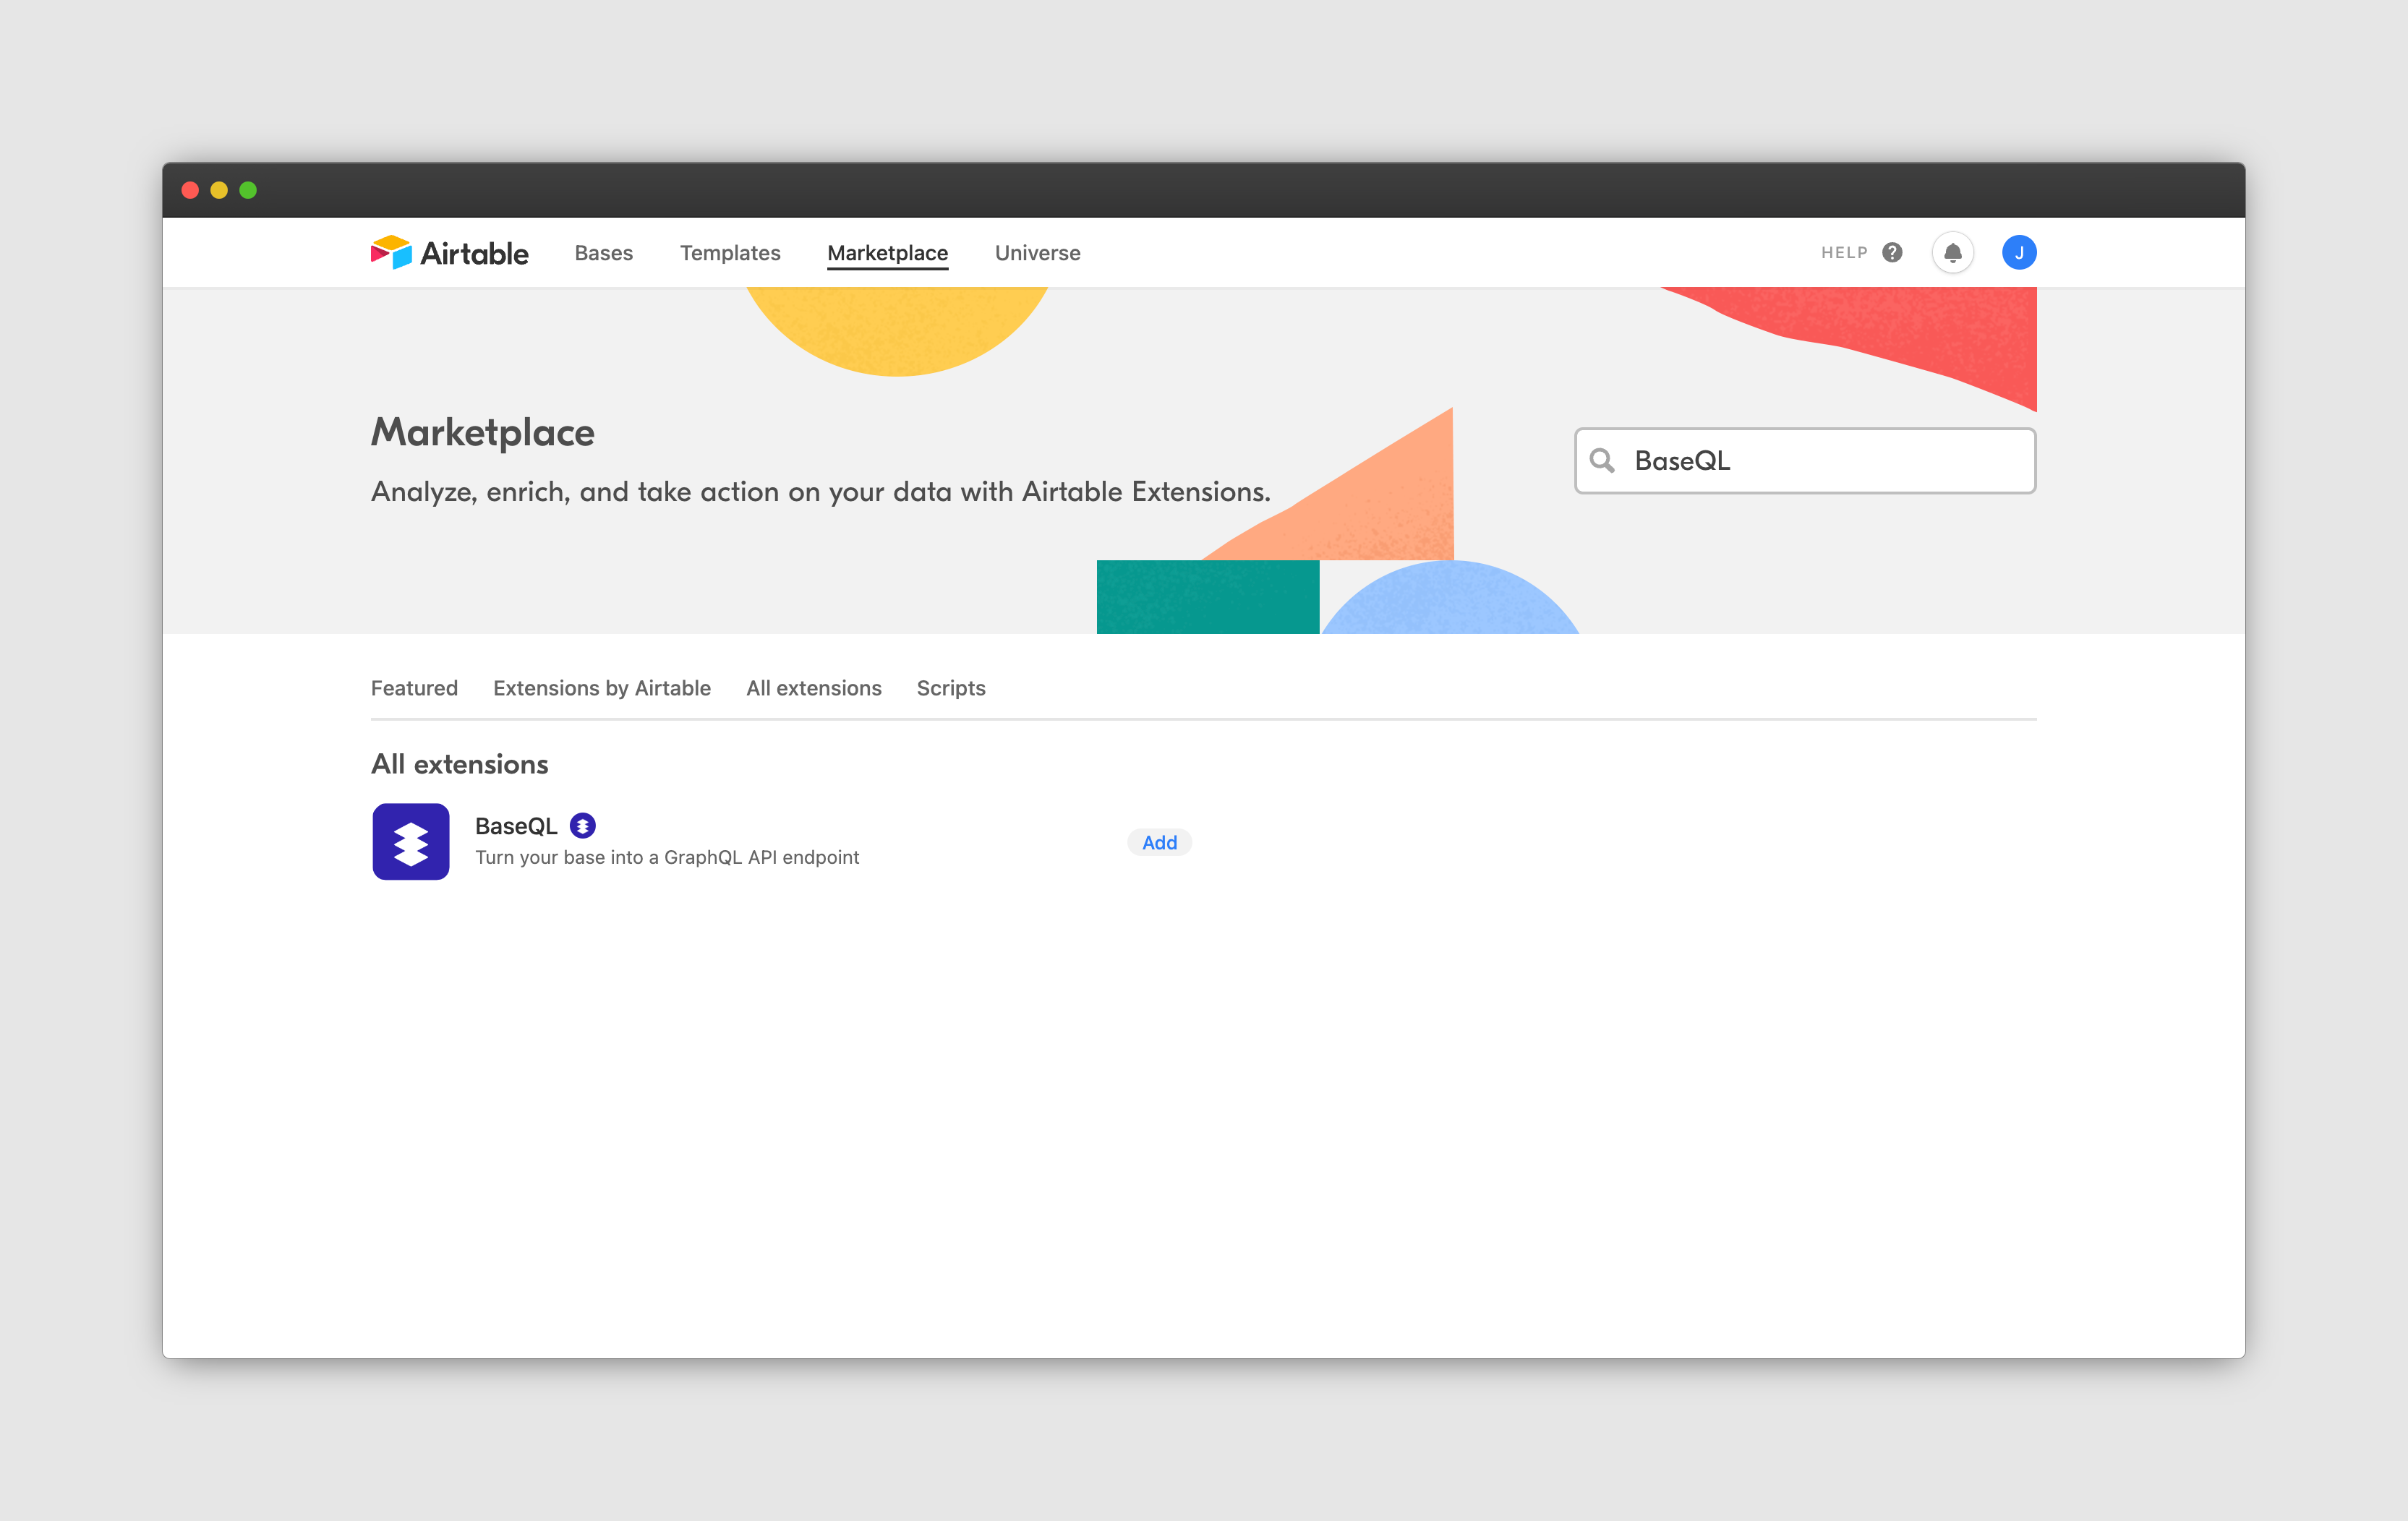 Airtable Bases Templates Marketplace Universe HELP ? J
Marketplace
Analyze, enrich, and take action on your data with Airtable Extensions.
BaseQL
Featured Extensions by Airtable All extensions Scripts
All extensions
BaseQL
Turn your base into a GraphQL API endpoint
Add